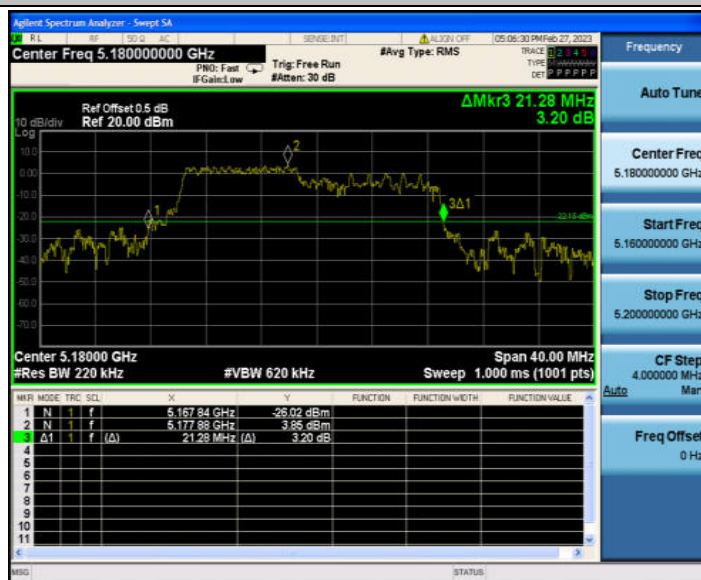 Agilent Spectrum Analyzer - Swept SA
RL RF 50 Ω AC SENSE:INT ALIGN OFF 05:06:30 PM Feb 27, 2023
Center Freq 5.180000000 GHz
PNO: Fast
IFGain:Low
Trig: Free Run
#Atten: 30 dB
#Avg Type: RMS
TRACE 1 2 3 4 5 6
TYPE
DET P P P P P P
Frequency
Auto Tune
Center Freq
5.180000000 GHz
Start Freq
5.160000000 GHz
Stop Freq
5.200000000 GHz
CF Step
4.000000 MHz
Auto Man
Freq Offset
0 Hz
ΔMkr3 21.28 MHz
3.20 dB
Ref Offset 0.5 dB
10 dB/div Ref 20.00 dBm
Log
10.0
0.00
-10.0
-20.0
-30.0
-40.0
-50.0
-60.0
-70.0
1
2
3Δ1
-22.15 dBm
Center 5.18000 GHz Span 40.00 MHz
#Res BW 220 kHz #VBW 620 kHz Sweep 1.000 ms (1001 pts)
MKR MODE TRC SCL X Y FUNCTION FUNCTION WIDTH FUNCTION VALUE
1 N 1 f 5.167 84 GHz -26.02 dBm
2 N 1 f 5.177 88 GHz 3.85 dBm
3 Δ1 1 f (Δ) 21.28 MHz (Δ) 3.20 dB
4
5
6
7
8
9
10
11
MSG STATUS